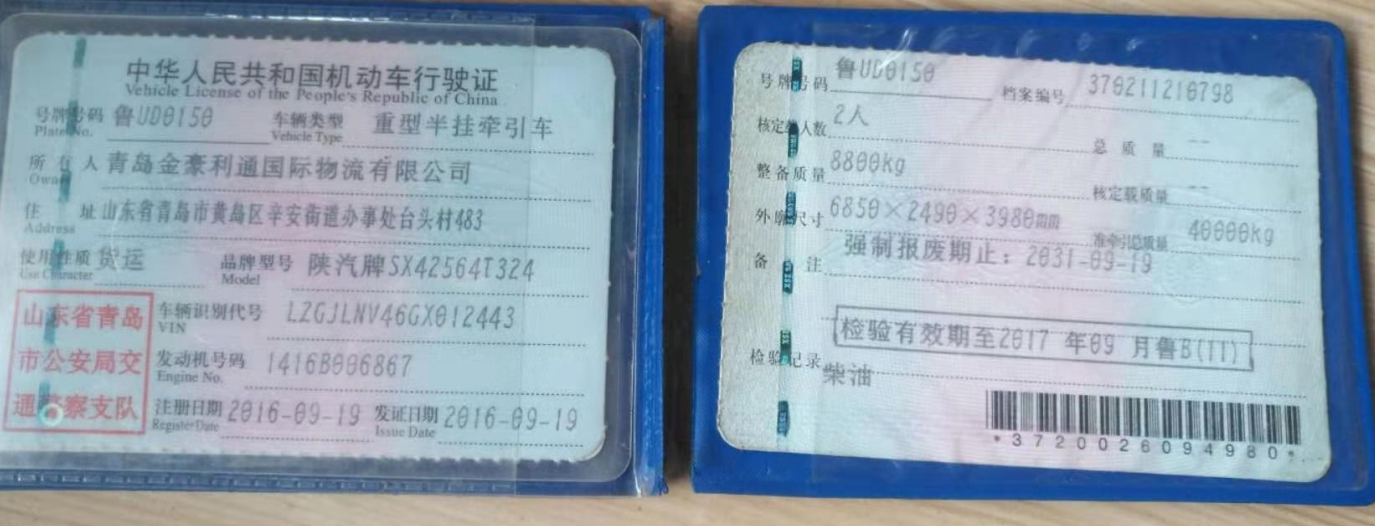 中华人民共和国机动车行驶证
Vehicle License of the People's Republic of China
号牌号码 鲁UD0150 车辆类型 重型半挂牵引车
Plate No. Vehicle Type
所有人 青岛金豪利通国际物流有限公司
Owner
住址 山东省青岛市黄岛区辛安街道办事处台头村483
Address
使用性质 货运 品牌型号 陕汽牌SX42564T324
Use Character Model
山东省青岛
市公安局交
通警察支队
车辆识别代号 LZGJLNV46GX012443
VIN
发动机号码 1416B006867
Engine No.
注册日期 2016-09-19 发证日期 2016-09-19
Register Date Issue Date
号牌号码 鲁UD0150 档案编号 370211210798
核定载人数 2人 总质量 --
整备质量 8800kg 核定载质量 --
外廓尺寸 6850×2490×3980mm 准牵引总质量 40000kg
备注 强制报废期止：2031-09-19
检验有效期至2017 年09 月鲁B(II)
检验记录 柴油
*3720026094980*